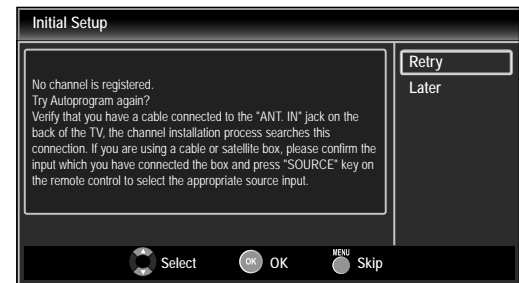 Initial Setup
No channel is registered.
Try Autoprogram again?
Verify that you have a cable connected to the "ANT. IN" jack on the
back of the TV, the channel installation process searches this
connection. If you are using a cable or satellite box, please confirm the
input which you have connected the box and press "SOURCE" key on
the remote control to select the appropriate source input.
Retry
Later
Select
OK OK
MENU
Skip